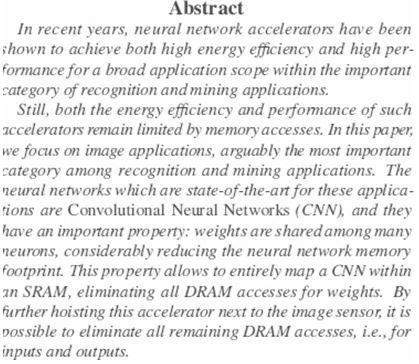 Abstract
In recent years, neural network accelerators have been
shown to achieve both high energy efficiency and high per-
formance for a broad application scope within the important
category of recognition and mining applications.
Still, both the energy efficiency and performance of such
accelerators remain limited by memory accesses. In this paper,
we focus on image applications, arguably the most important
category among recognition and mining applications. The
neural networks which are state-of-the-art for these applica-
tions are Convolutional Neural Networks (CNN), and they
have an important property: weights are shared among many
neurons, considerably reducing the neural network memory
footprint. This property allows to entirely map a CNN within
an SRAM, eliminating all DRAM accesses for weights. By
further hoisting this accelerator next to the image sensor, it is
possible to eliminate all remaining DRAM accesses, i.e., for
inputs and outputs.